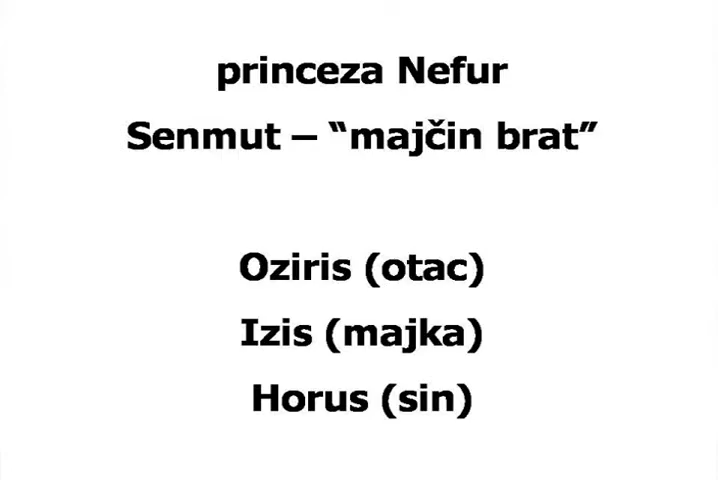 princeza Nefur
Senmut – “majčin brat”
Oziris (otac)
Izis (majka)
Horus (sin)